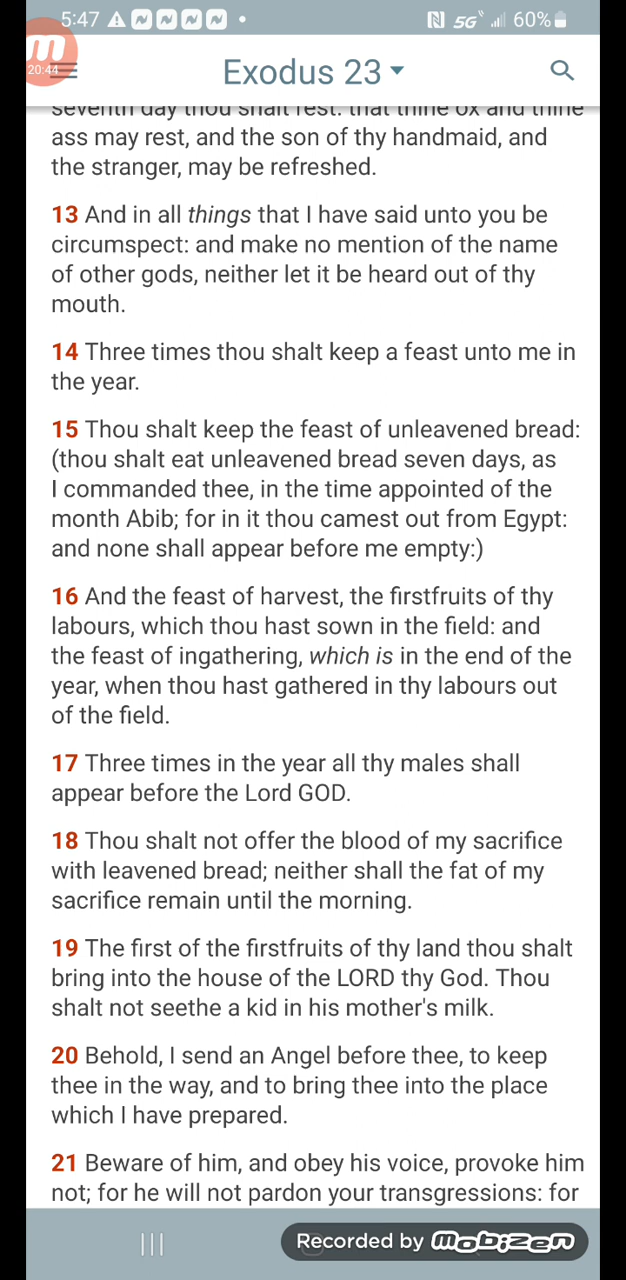 5:47 5G 60%
m
20:44
Exodus 23
seventh day thou shalt rest: that thine ox and thine
ass may rest, and the son of thy handmaid, and
the stranger, may be refreshed.
13 And in all things that I have said unto you be
circumspect: and make no mention of the name
of other gods, neither let it be heard out of thy
mouth.
14 Three times thou shalt keep a feast unto me in
the year.
15 Thou shalt keep the feast of unleavened bread:
(thou shalt eat unleavened bread seven days, as
I commanded thee, in the time appointed of the
month Abib; for in it thou camest out from Egypt:
and none shall appear before me empty:)
16 And the feast of harvest, the firstfruits of thy
labours, which thou hast sown in the field: and
the feast of ingathering, which is in the end of the
year, when thou hast gathered in thy labours out
of the field.
17 Three times in the year all thy males shall
appear before the Lord GOD.
18 Thou shalt not offer the blood of my sacrifice
with leavened bread; neither shall the fat of my
sacrifice remain until the morning.
19 The first of the firstfruits of thy land thou shalt
bring into the house of the LORD thy God. Thou
shalt not seethe a kid in his mother's milk.
20 Behold, I send an Angel before thee, to keep
thee in the way, and to bring thee into the place
which I have prepared.
21 Beware of him, and obey his voice, provoke him
not; for he will not pardon your transgressions: for
Recorded by mobizen